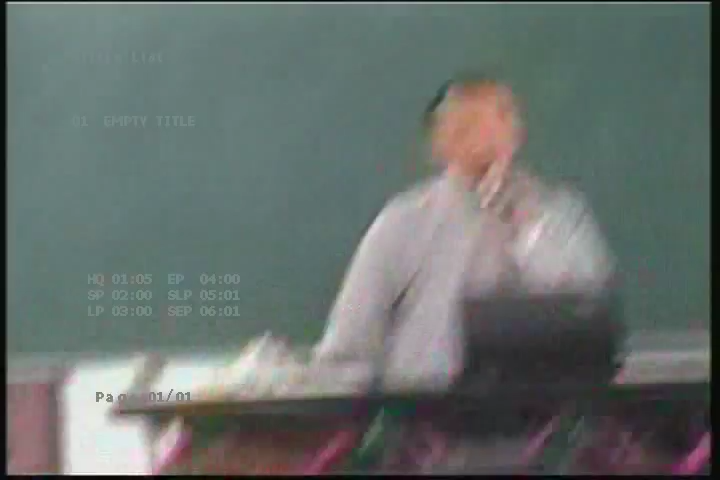 List
01 EMPTY TITLE
HQ 01:05 EP 04:00
SP 02:00 SLP 05:01
LP 03:00 SEP 06:01
Page 01/01